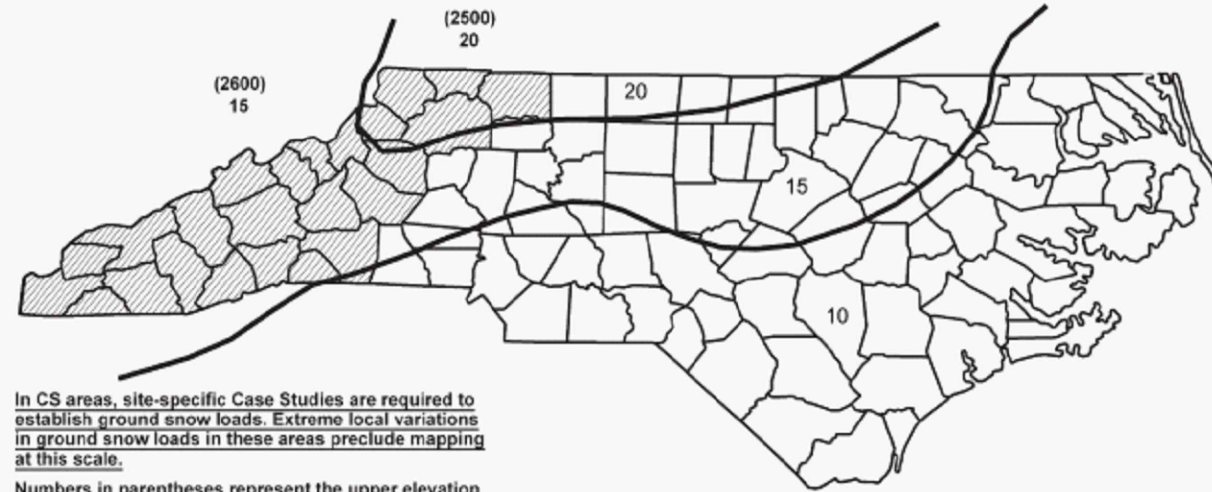 (2500)
20
(2600)
15
20
15
10
In CS areas, site-specific Case Studies are required to
establish ground snow loads. Extreme local variations
in ground snow loads in these areas preclude mapping
at this scale.
Numbers in parentheses represent the upper elevation